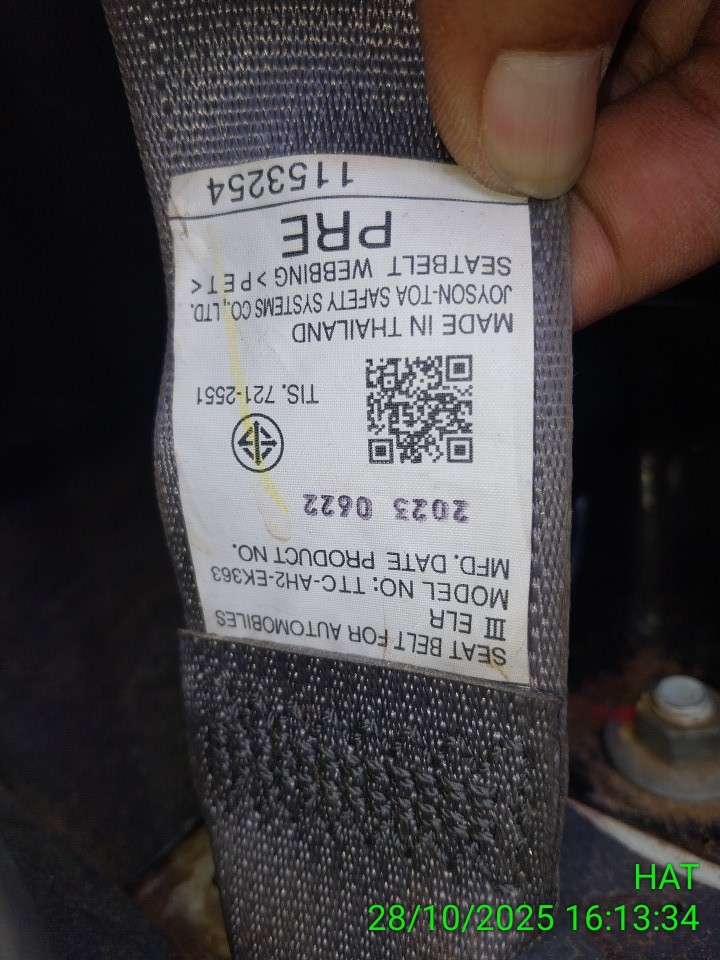 SEAT BELT FOR AUTOMOBILES
III ELR
MODEL NO: TTC-AH2-EK363
MFD. DATE PRODUCT NO.
2023 0622
TIS. 721-2551
MADE IN THAILAND
JOYSON-TOA SAFETY SYSTEMS CO., LTD.
SEATBELT WEBBING >PET<
PRE
1153254
HAT
28/10/2025 16:13:34